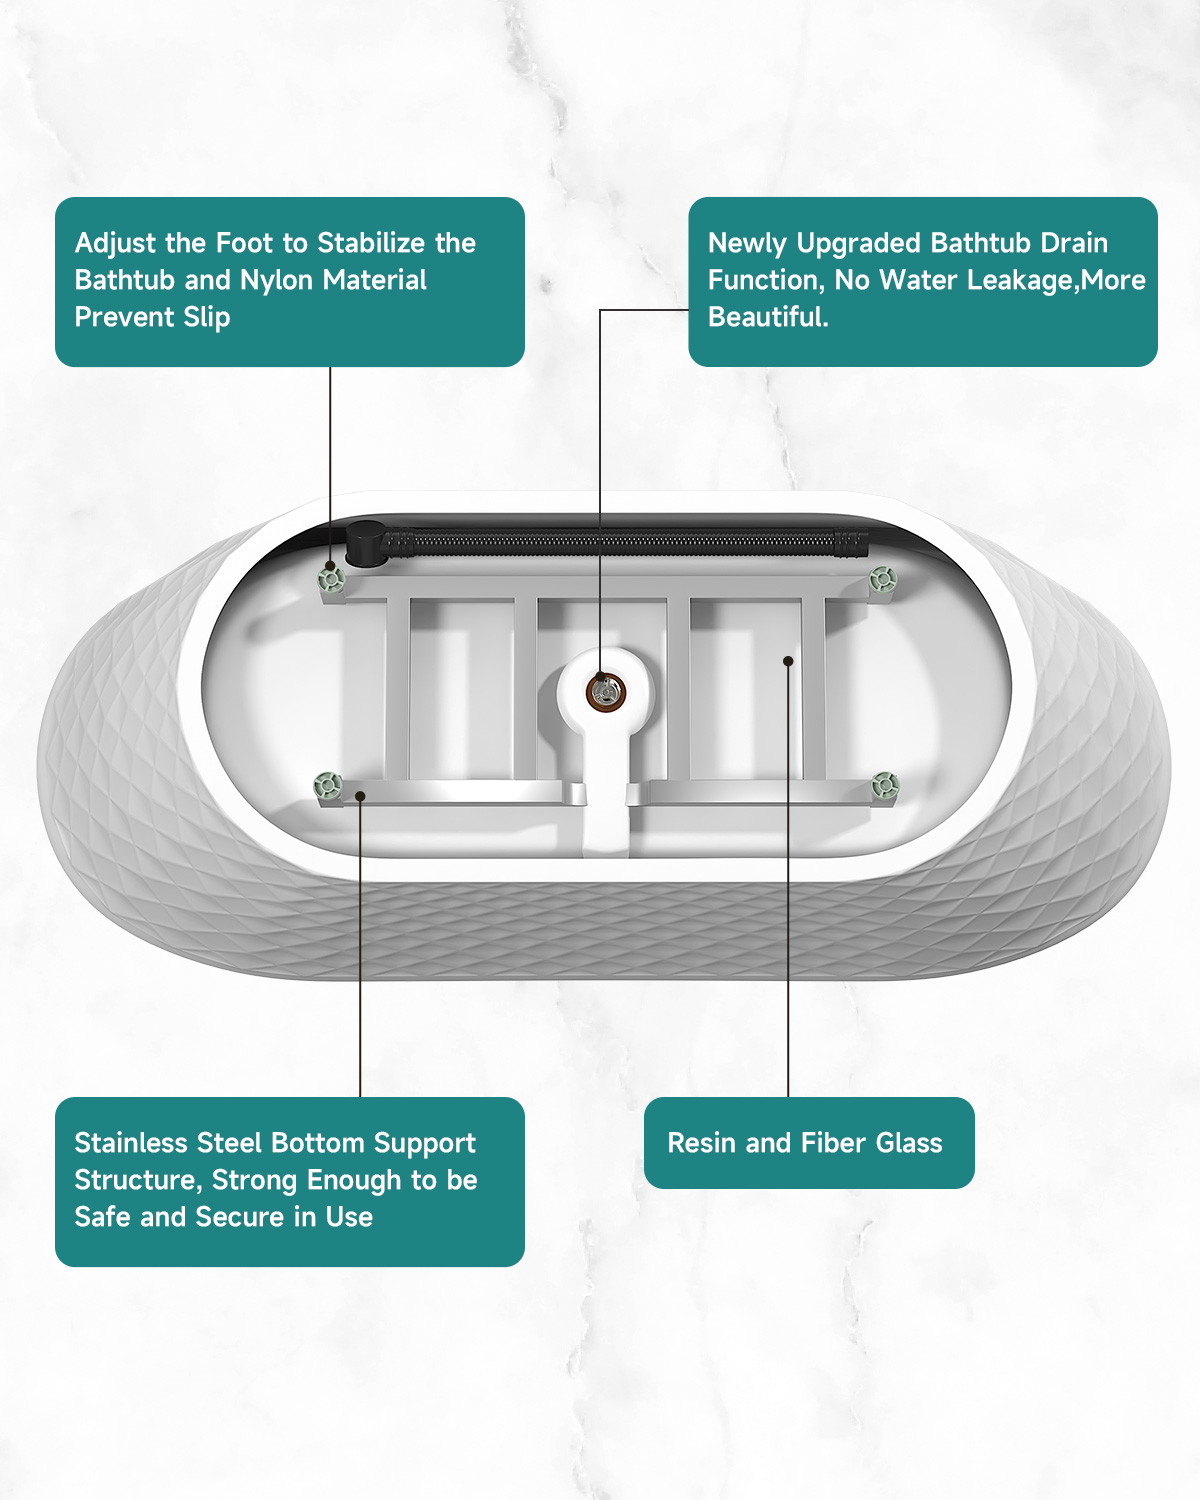 Adjust the Foot to Stabilize the
Bathtub and Nylon Material
Prevent Slip
Newly Upgraded Bathtub Drain
Function, No Water Leakage,More
Beautiful.
Stainless Steel Bottom Support
Structure, Strong Enough to be
Safe and Secure in Use
Resin and Fiber Glass